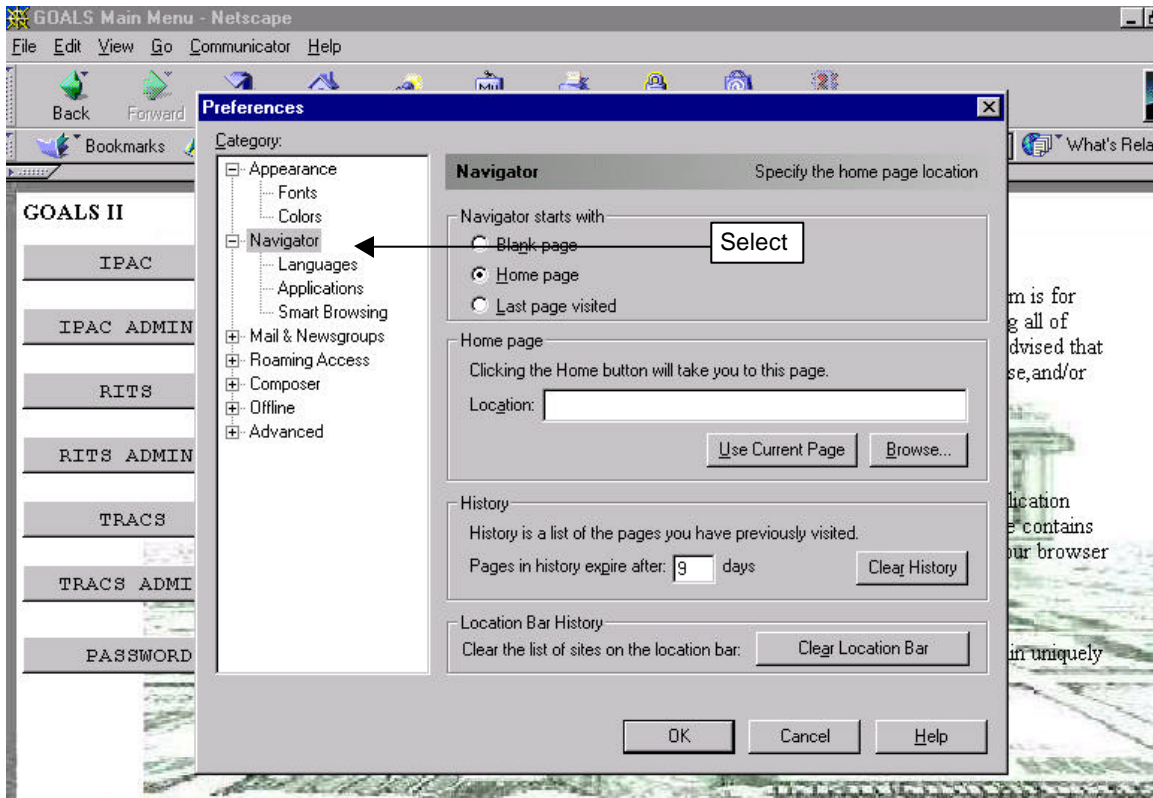 GOALS Main Menu - Netscape
File Edit View Go Communicator Help
My
Back Forward
Bookmarks What's Rela
Preferences
Category:
Appearance
Fonts
Colors
Navigator
Languages
Applications
Smart Browsing
Mail & Newsgroups
Roaming Access
Composer
Offline
Advanced
Navigator Specify the home page location
Navigator starts with
Blank page
Home page
Last page visited
Select
Home page
Clicking the Home button will take you to this page.
Location:
Use Current Page Browse...
History
History is a list of the pages you have previously visited.
Pages in history expire after: 9 days Clear History
Location Bar History
Clear the list of sites on the location bar: Clear Location Bar
OK Cancel Help
GOALS II
IPAC
IPAC ADMIN
RITS
RITS ADMIN
TRACS
TRACS ADMI
PASSWORD
m is for
g all of
dvised that
se,and/or
lication
e contains
our browser
in uniquely